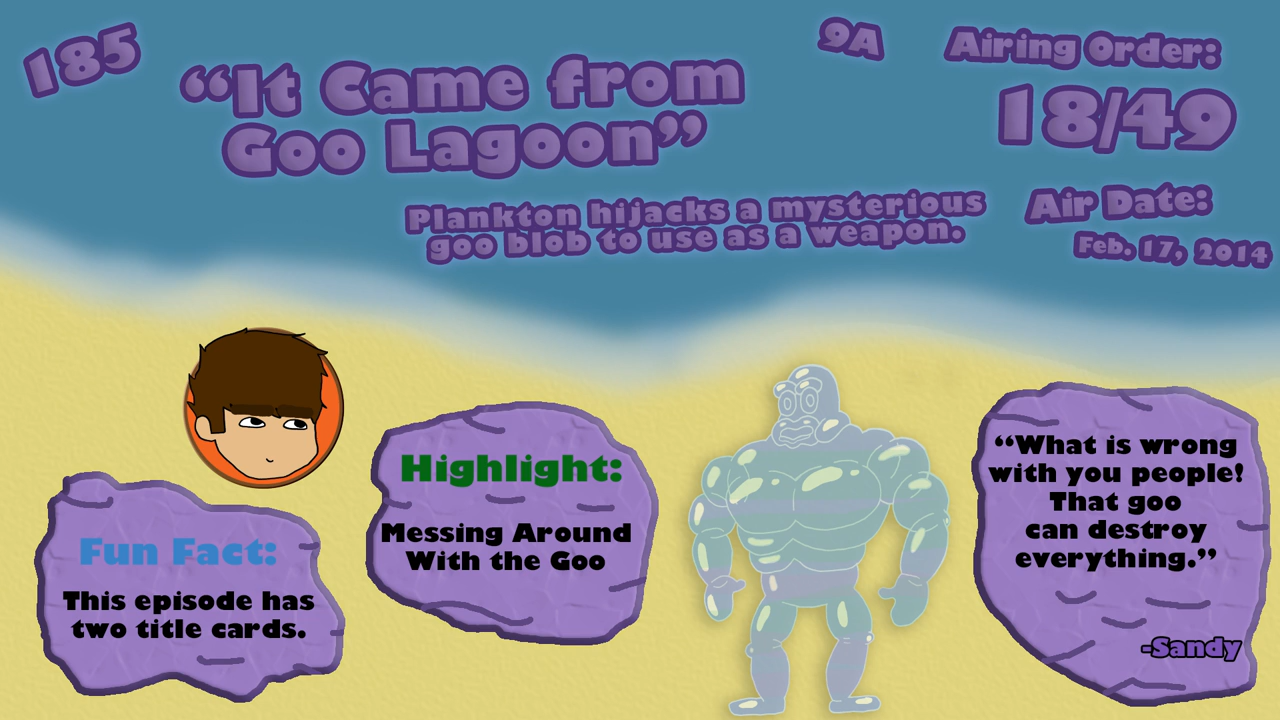 185
“It Came from
Goo Lagoon”
9A
Airing Order:
18/49
Plankton hijacks a mysterious
goo blob to use as a weapon.
Air Date:
Feb. 17, 2014
Fun Fact:
This episode has
two title cards.
Highlight:
Messing Around
With the Goo
“What is wrong
with you people!
That goo
can destroy
everything.”
-Sandy